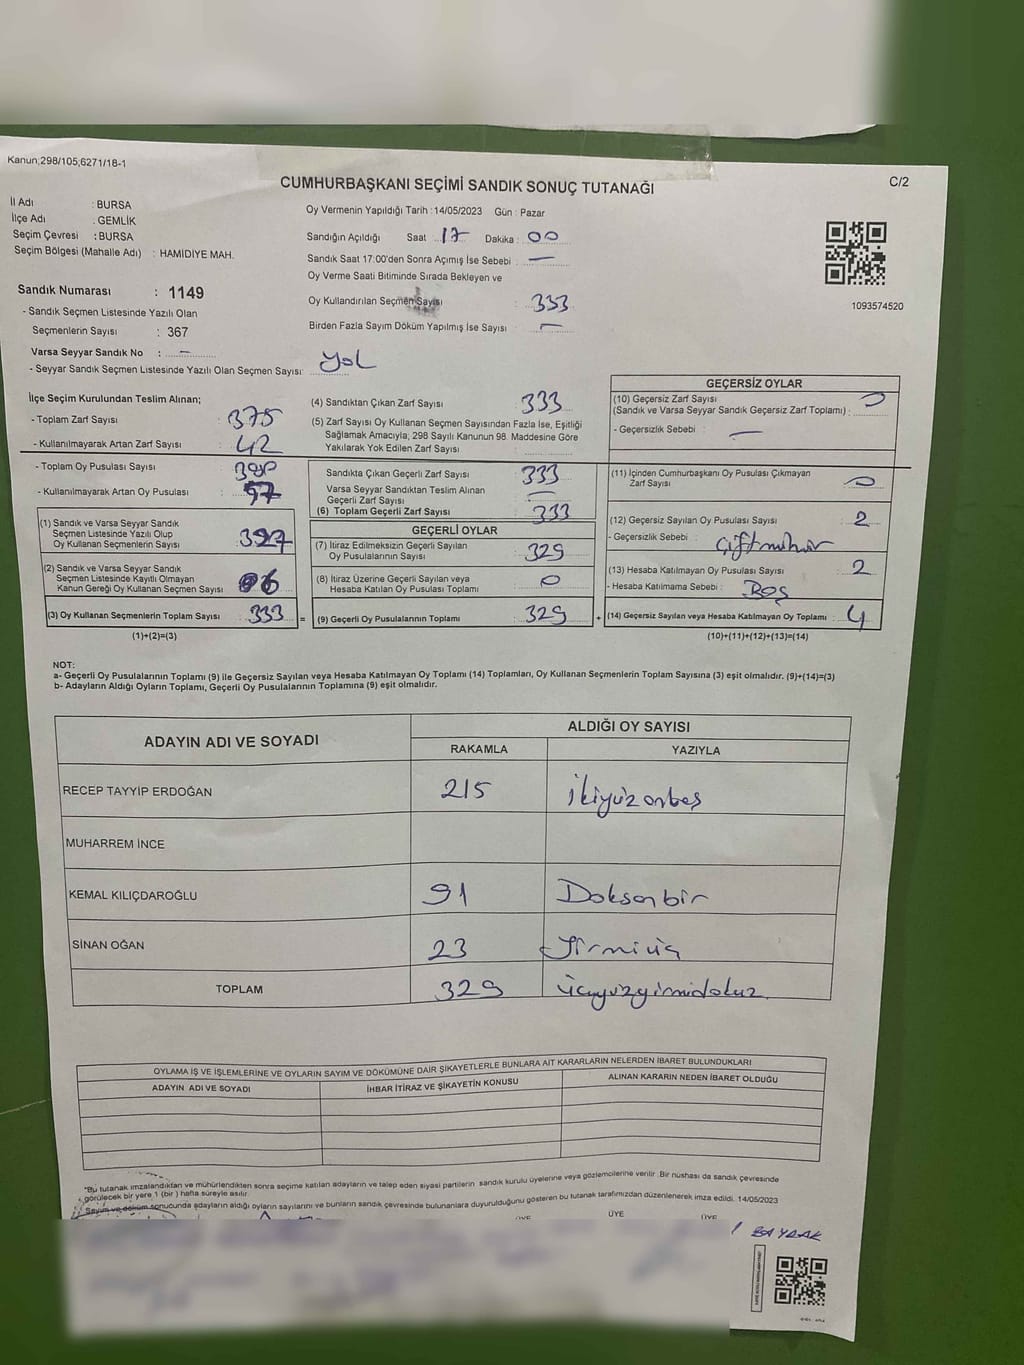 Kanun;298/105;6271/18-1
C/2
CUMHURBAŞKANI SEÇİMİ SANDIK SONUÇ TUTANAĞI
İl Adı : BURSA
İlçe Adı : GEMLİK
Seçim Çevresi : BURSA
Seçim Bölgesi (Mahalle Adı) : HAMİDİYE MAH.
Sandık Numarası : 1149
- Sandık Seçmen Listesinde Yazılı Olan
Seçmenlerin Sayısı : 367
Varsa Seyyar Sandık No : -
- Seyyar Sandık Seçmen Listesinde Yazılı Olan Seçmen Sayısı: yok
Oy Vermenin Yapıldığı Tarih :14/05/2023 Gün : Pazar
Sandığın Açıldığı Saat 17 Dakika : 00
Sandık Saat 17:00'den Sonra Açımış İse Sebebi : -
Oy Verme Saati Bitiminde Sırada Bekleyen ve
Oy Kullandırılan Seçmen Sayısı : 333
Birden Fazla Sayım Döküm Yapılmış İse Sayısı : -
1093574520
İlçe Seçim Kurulundan Teslim Alınan;
- Toplam Zarf Sayısı : 375
- Kullanılmayarak Artan Zarf Sayısı : 42
- Toplam Oy Pusulası Sayısı :
- Kullanılmayarak Artan Oy Pusulası : 57
(1) Sandık ve Varsa Seyyar Sandık
Seçmen Listesinde Yazılı Olup
Oy Kullanan Seçmenlerin Sayısı : 327
(2) Sandık ve Varsa Seyyar Sandık
Seçmen Listesinde Kayıtlı Olmayan
Kanun Gereği Oy Kullanan Seçmen Sayısı : 6
(3) Oy Kullanan Seçmenlerin Toplam Sayısı : 333 =
(1)+(2)=(3)
(4) Sandıktan Çıkan Zarf Sayısı : 333
(5) Zarf Sayısı Oy Kullanan Seçmen Sayısından Fazla İse, Eşitliği
Sağlamak Amacıyla; 298 Sayılı Kanunun 98. Maddesine Göre
Yakılarak Yok Edilen Zarf Sayısı :
Sandıkta Çıkan Geçerli Zarf Sayısı : 333
Varsa Seyyar Sandıktan Teslim Alınan
Geçerli Zarf Sayısı : -
(6) Toplam Geçerli Zarf Sayısı : 333
GEÇERLİ OYLAR
(7) İtiraz Edilmeksizin Geçerli Sayılan
Oy Pusulalarının Sayısı : 329
(8) İtiraz Üzerine Geçerli Sayılan veya
Hesaba Katılan Oy Pusulası Toplamı : 0
(9) Geçerli Oy Pusulalarının Toplamı : 329 +
GEÇERSİZ OYLAR
(10) Geçersiz Zarf Sayısı
(Sandık ve Varsa Seyyar Sandık Geçersiz Zarf Toplamı) : 0
- Geçersizlik Sebebi : -
(11) İçinden Cumhurbaşkanı Oy Pusulası Çıkmayan
Zarf Sayısı : 0
(12) Geçersiz Sayılan Oy Pusulası Sayısı : 2
- Geçersizlik Sebebi : Çiftmühür
(13) Hesaba Katılmayan Oy Pusulası Sayısı : 2
- Hesaba Katılmama Sebebi : Boş
(14) Geçersiz Sayılan veya Hesaba Katılmayan Oy Toplamı : 4
(10)+(11)+(12)+(13)=(14)
NOT:
a- Geçerli Oy Pusulalarının Toplamı (9) ile Geçersiz Sayılan veya Hesaba Katılmayan Oy Toplamı (14) Toplamları, Oy Kullanan Seçmenlerin Toplam Sayısına (3) eşit olmalıdır. (9)+(14)=(3)
b- Adayların Aldığı Oyların Toplamı, Geçerli Oy Pusulalarının Toplamına (9) eşit olmalıdır.
ADAYIN ADI VE SOYADI ALDIĞI OY SAYISI
RAKAMLA YAZIYLA
RECEP TAYYİP ERDOĞAN 215 ikiyüzonbeş
MUHARREM İNCE
KEMAL KILIÇDAROĞLU 91 Doksanbir
SİNAN OĞAN 23 Yirmiüç
TOPLAM 329 üçyüzyirmidokuz
OYLAMA İŞ VE İŞLEMLERİNE VE OYLARIN SAYIM VE DÖKÜMÜNE DAİR ŞİKAYETLERLE BUNLARA AİT KARARLARIN NELERDEN İBARET BULUNDUKLARI
ADAYIN ADI VE SOYADI İHBAR İTİRAZ VE ŞİKAYETİN KONUSU ALINAN KARARIN NEDEN İBARET OLDUĞU
"Bu tutanak imzalandıktan ve mühürlendikten sonra seçime katılan adayların ve talep eden siyasi partilerin sandık kurulu üyelerine veya gözlemcilerine verilir .Bir nüshası da sandık çevresinde
görülecek bir yere 1 (bir ) hafta süreyle asılır.
Sayım ve döküm sonucunda adayların aldığı oyların sayılarını ve bunların sandık çevresinde bulunanlara duyurulduğunu gösteren bu tutanak tarafımızdan düzenlenerek imza edildi. 14/05/2023
ÜYE ÜYE ÜYE
BAYRAK